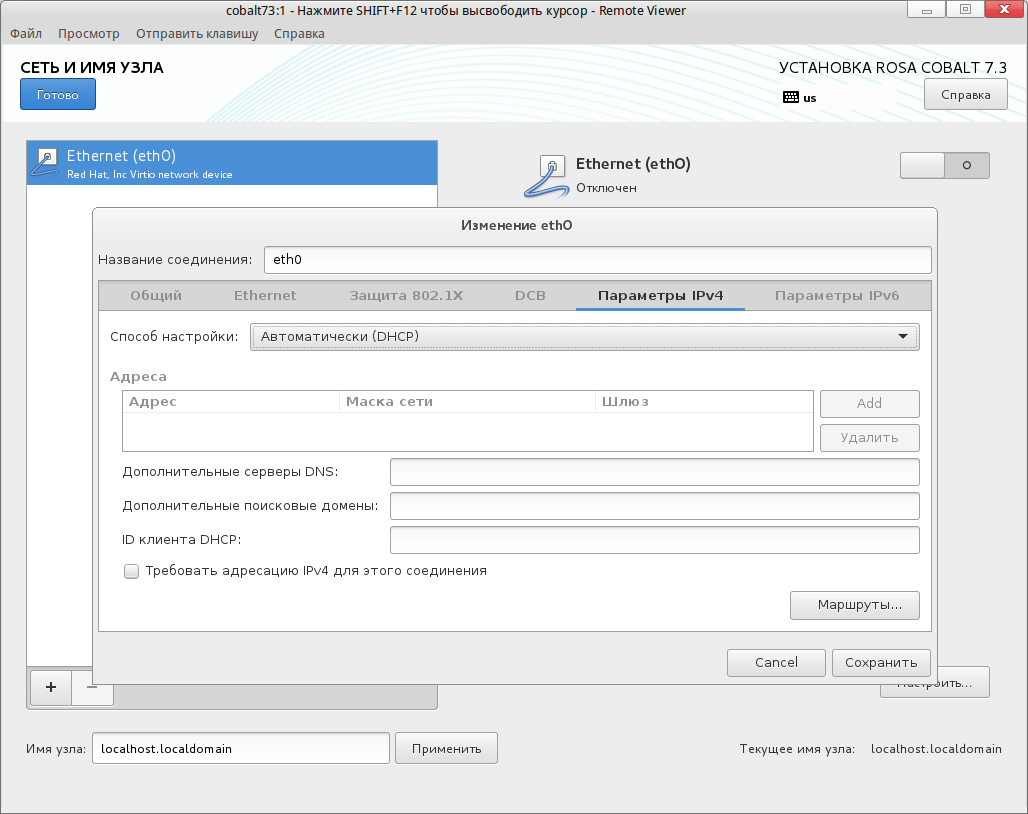 cobalt73:1 - Нажмите SHIFT+F12 чтобы высвободить курсор - Remote Viewer
Файл Просмотр Отправить клавишу Справка
СЕТЬ И ИМЯ УЗЛА
УСТАНОВКА ROSA COBALT 7.3
Готово
us
Справка
Ethernet (eth0)
Red Hat, Inc Virtio network device
Ethernet (eth0)
Отключен
Изменение eth0
Название соединения: eth0
Общий Ethernet Защита 802.1X DCB Параметры IPv4 Параметры IPv6
Способ настройки: Автоматически (DHCP)
Адреса
Адрес Маска сети Шлюз
Add
Удалить
Дополнительные серверы DNS:
Дополнительные поисковые домены:
ID клиента DHCP:
Требовать адресацию IPv4 для этого соединения
Маршруты...
Cancel Сохранить
Настроить...
Имя узла: localhost.localdomain Применить Текущее имя узла: localhost.localdomain